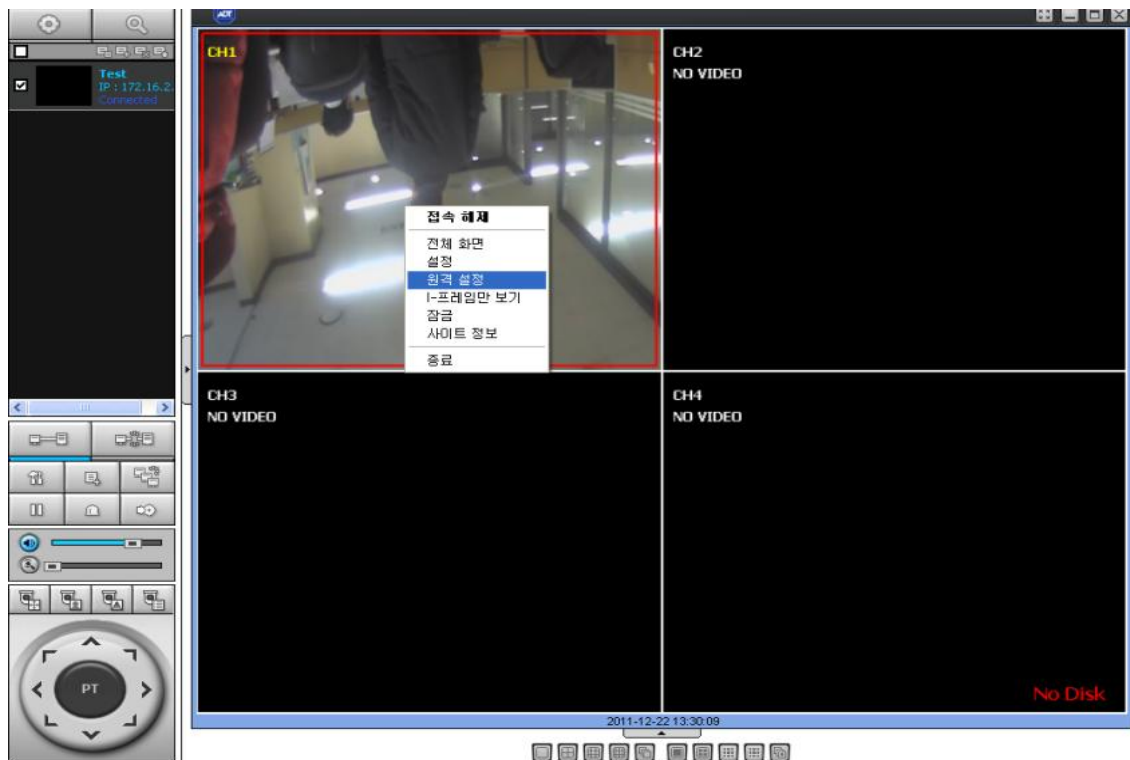 ADT
Test
IP : 172.16.2.
Connected
CH1
CH2
NO VIDEO
접속 해제
전체 화면
설정
원격 설정
I-프레임만 보기
잠금
사이트 정보
종료
CH3
NO VIDEO
CH4
NO VIDEO
PT
No Disk
2011-12-22 13:30:09